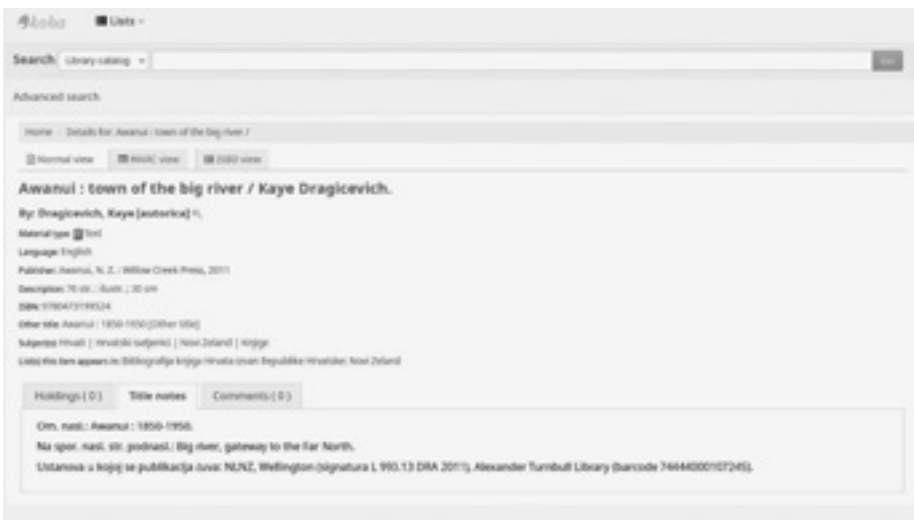 koha Lists
Search Library catalog Go
Advanced search
Home Details for: Awanui : town of the big river /
Normal view MARC view ISBD view
Awanui : town of the big river / Kaye Dragicevich.
By: Dragicevich, Kaye [autorica]
Material type: Text
Language: English
Publisher: Awanui, N. Z. : Willow Creek Press, 2011
Description: 76 str. : ilustr. ; 30 cm
ISBN: 9780473199524
Other title: Awanui : 1850-1950 [Other title]
Subject(s): Hrvati | Hrvatski iseljenici | Novi Zeland | Knjige
List(s) this item appears in: Bibliografija knjiga Hrvata izvan Republike Hrvatske: Novi Zeland
Holdings ( 0 ) Title notes Comments ( 0 )
Om. nasl.: Awanui : 1850-1950.
Na spor. nasl. str. podnasl.: Big river, gateway to the Far North.
Ustanova u kojoj se publikacija čuva: NLNZ, Wellington (signatura L 993.13 DRA 2011), Alexander Turnbull Library (barcode 74444000107245).